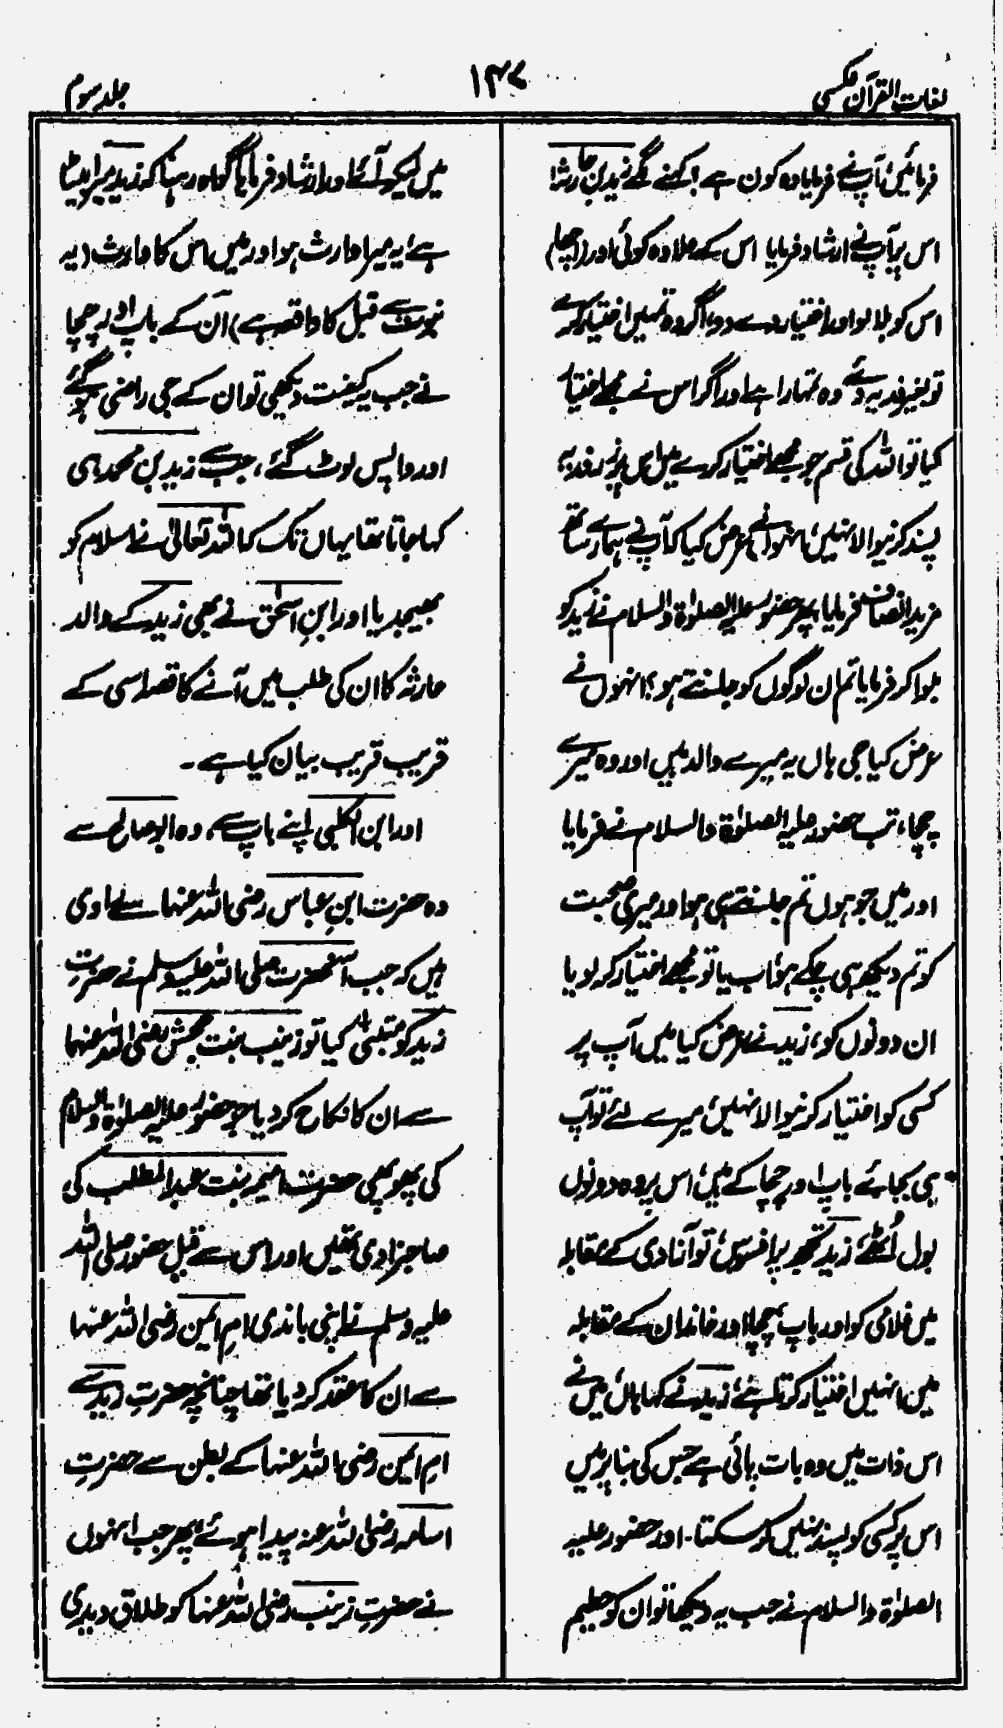 لغات القرآن عکسی
۱۴۷
جلد سوم
فرمائیں، آپ نے فرمایا وہ کون ہے؟ کہنے لگے زید بن حارثہ
اس پر آپ نے ارشاد فرمایا اس کے علاوہ کوئی اور (اچھا)
اس کو بلا لو اور اختیار دے دو، اگر وہ تمہیں اختیار کرے
تو بغیر فدیہ دئے وہ تمہارا ہے اور اگر اس نے مجھے اختیار
کیا تو اللہ کی قسم جو مجھے اختیار کرے میں اس پر زر فدیہ
پسند کرنیوالا نہیں، انہوں نے عرض کیا کہ آپ نے ہمارے ساتھ
مزید انصاف فرمایا، پھر حضور علیہ الصلوٰۃ والسلام نے زید کو
بلوا کر فرمایا تم ان لوگوں کو جانتے ہو؟ انہوں نے
عرض کیا جی ہاں یہ میرے والد ہیں اور وہ میرے
چچا، تب حضور علیہ الصلوٰۃ والسلام نے فرمایا
اور میں جو ہوں تم جانتے ہی ہو اور میری صحبت
کو تم دیکھ ہی چکے ہو، اب یا تو مجھے اختیار کر لو یا
ان دونوں کو، زید نے عرض کیا میں آپ پر
کسی کو اختیار کرنیوالا نہیں، میرے لئے تو آپ
ہی بجائے باپ اور چچا کے ہیں، اس پر وہ دونوں
بول اُٹھے، زید تجھ پر افسوس، تو آزادی کے مقابلہ
میں غلامی کو اور باپ، چچا اور خاندان کے مقابلہ
میں انہیں اختیار کرتا ہے، زید نے کہا ہاں میں نے
اس ذات میں وہ بات پائی ہے جس کی بنا پر میں
اس پر کسی کو پسند نہیں کر سکتا۔ اور حضور علیہ
الصلوٰۃ والسلام نے جب یہ دیکھا تو ان کو حطیم
میں لیکر آئے اور ارشاد فرمایا گواہ رہنا کہ زید میرا بیٹا
ہے، یہ میرا وارث ہو اور میں اس کا وارث (یہ
نبوت سے قبل کا واقعہ ہے) ان کے باپ اور چچا
نے جب یہ کیفیت دیکھی تو ان کے جی راضی ہو گئے
اور واپس لوٹ گئے، جب سے زید بن محمد ہی
کہا جاتا تھا یہاں تک کہ اللہ تعالیٰ نے اسلام کو
بھیجدیا، اور ابنِ اسحٰق نے بھی زید کے والد
حارثہ کا ان کی طلب میں آنے کا قصہ اسی کے
قریب قریب بیان کیا ہے۔
اور ابن الکلبی اپنے باپ سے، وہ ابو صالح سے
وہ حضرت ابنِ عباس رضی اللہ عنہما سے راوی
ہیں کہ جب آنحضرت صلی اللہ علیہ وسلم نے حضرتِ
زید کو متبنیٰ کیا تو زینب بنت جحش رضی اللہ عنہا
سے ان کا نکاح کر دیا جو حضور علیہ الصلوٰۃ والسلام
کی پھوپھی حضرت امیمہ بنت عبدالمطلب کی
صاحبزادی تھیں اور اس سے قبل حضور صلی اللہ
علیہ وسلم نے اپنی باندی امِ ایمن رضی اللہ عنہا
سے ان کا عقد کر دیا تھا چنانچہ حضرتِ زید سے
امِ ایمن رضی اللہ عنہا کے بطن سے حضرتِ
اسامہ رضی اللہ عنہ پیدا ہوئے پھر جب انہوں
نے حضرتِ زینب رضی اللہ عنہا کو طلاق دیدی